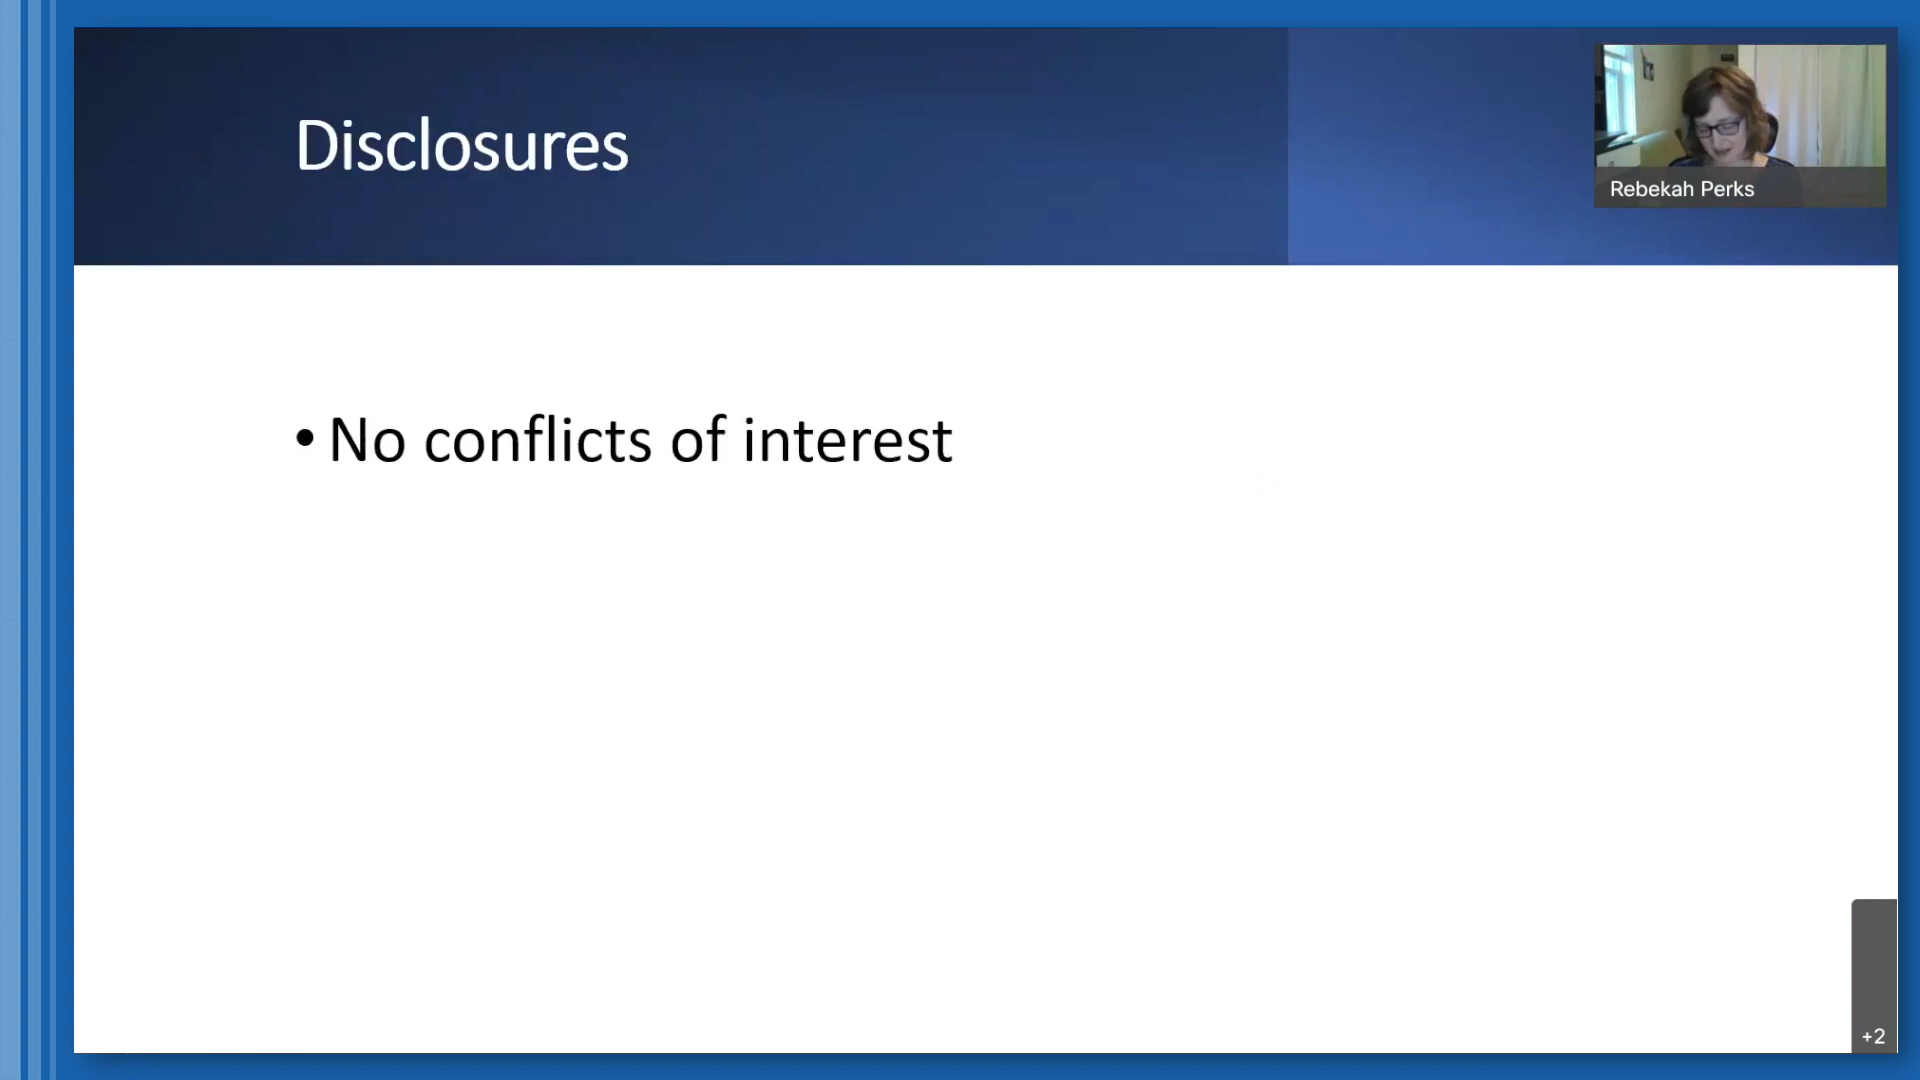 Disclosures
Rebekah Perks
• No conflicts of interest
+2